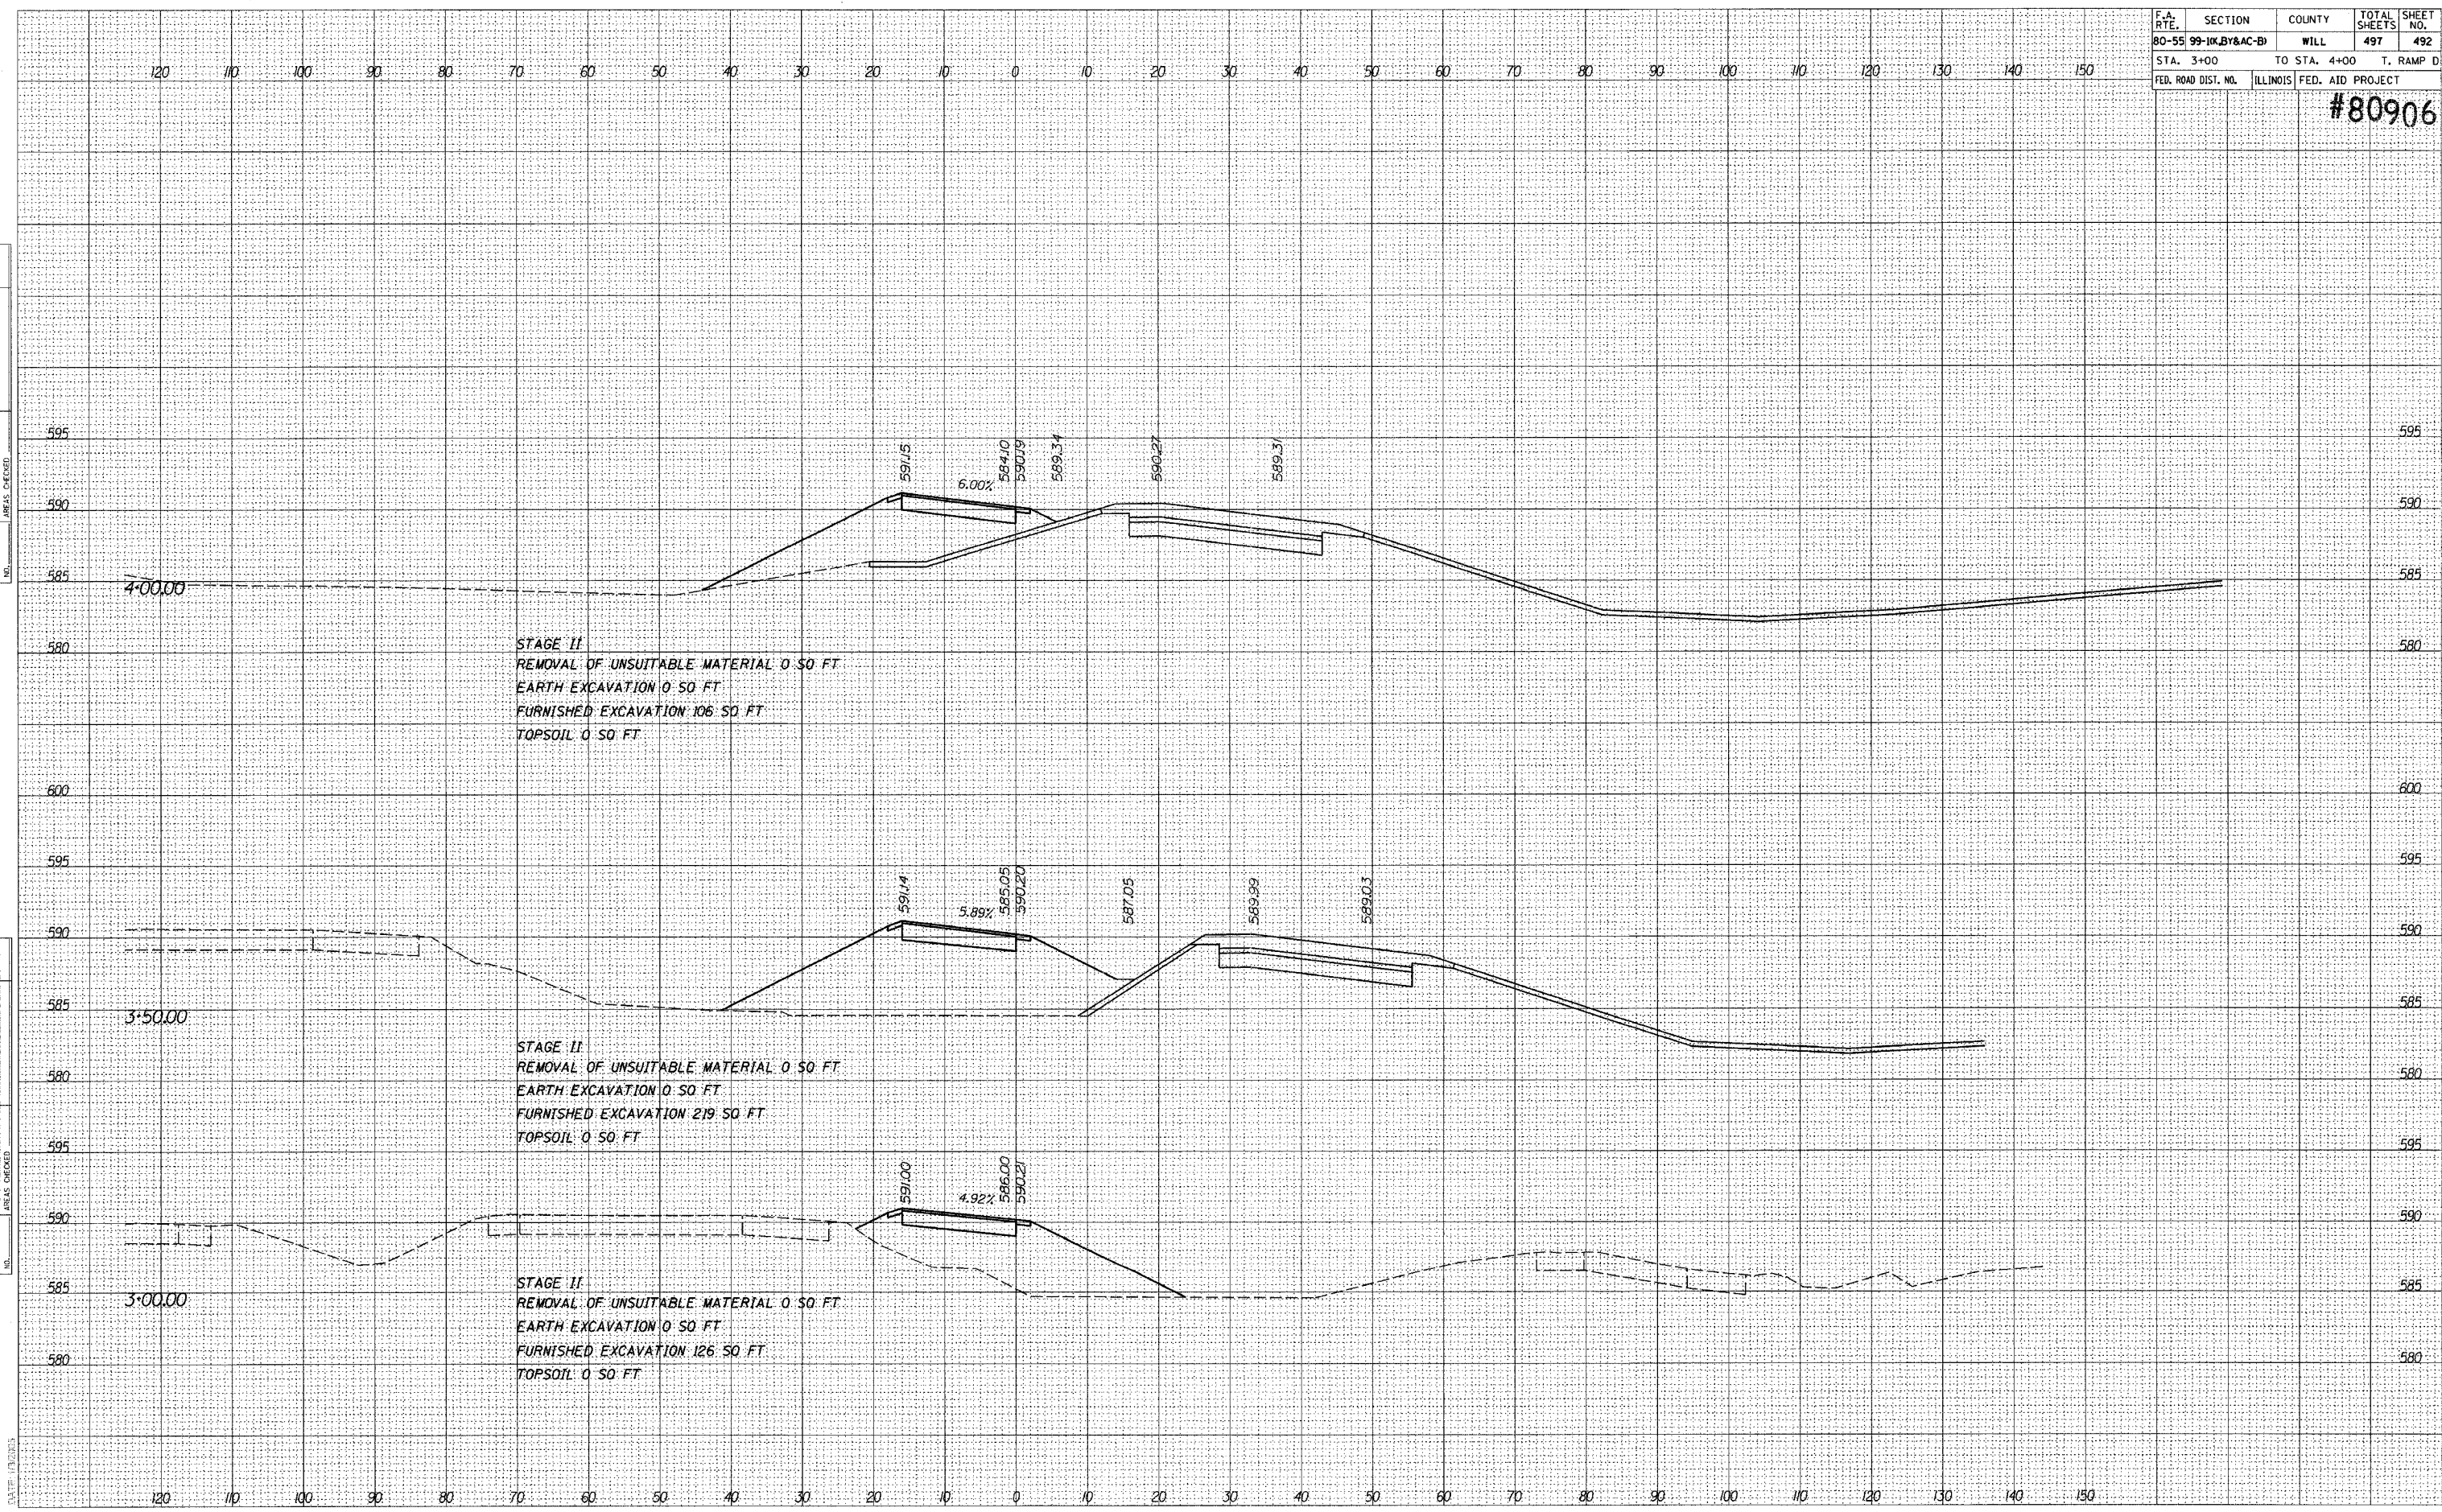 F.A. RTE. SECTION COUNTY TOTAL SHEETS SHEET NO.
80-55 99-1(K,BY&AC-B) WILL 497 492
STA. 3+00 TO STA. 4+00 T. RAMP D
FED. ROAD DIST. NO. ILLINOIS FED. AID PROJECT
#80906
120 110 100 90 80 70 60 50 40 30 20 10 0 10 20 30 40 50 60 70 80 90 100 110 120 130 140 150
595 595
591.15 584.10 590.19 589.34 590.27 589.31
6.00%
590 590
585 585
4+00.00
580 580
STAGE II
REMOVAL OF UNSUITABLE MATERIAL 0 SQ FT
EARTH EXCAVATION 0 SQ FT
FURNISHED EXCAVATION 106 SQ FT
TOPSOIL 0 SQ FT
600 600
595 595
591.14 585.05 590.20 587.05 589.99 589.03
5.89%
590 590
585 585
3+50.00
STAGE II
REMOVAL OF UNSUITABLE MATERIAL 0 SQ FT
580 580
EARTH EXCAVATION 0 SQ FT
FURNISHED EXCAVATION 219 SQ FT
TOPSOIL 0 SQ FT
595 595
591.00 586.00 590.21
4.92%
590 590
585 585
3+00.00
STAGE II
REMOVAL OF UNSUITABLE MATERIAL 0 SQ FT
EARTH EXCAVATION 0 SQ FT
FURNISHED EXCAVATION 126 SQ FT
580 580
TOPSOIL 0 SQ FT
120 110 100 90 80 70 60 50 40 30 20 10 0 10 20 30 40 50 60 70 80 90 100 110 120 130 140 150
AREAS CHECKED
NO.
AREAS CHECKED
NO.